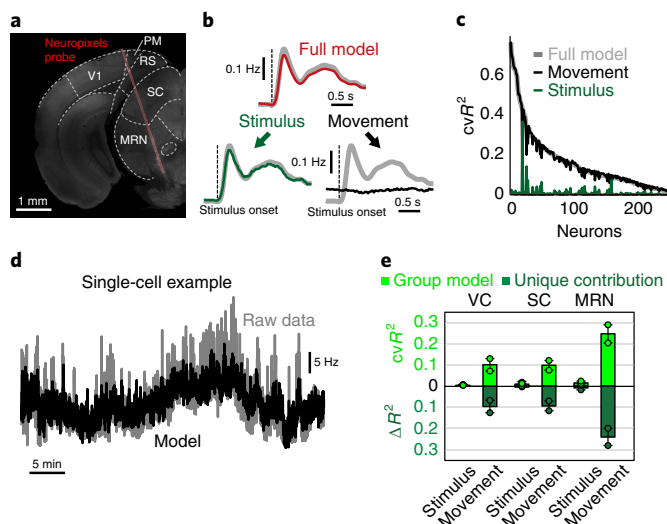 a
Neuropixels
probe
PM
RS
V1
SC
MRN
1 mm
b
Full model
0.1 Hz
0.5 s
Stimulus
Movement
0.1 Hz
Stimulus onset
Stimulus onset
0.5 s
c
Full model
Movement
Stimulus
cvR²
0.6
0.4
0.2
0
0
100
200
Neurons
d
Single-cell example
Raw data
5 Hz
Model
5 min
e
Group model
Unique contribution
VC
SC
MRN
cvR²
0.3
0.2
0.1
0
ΔR²
0.1
0.2
0.3
Stimulus
Movement
Stimulus
Movement
Stimulus
Movement